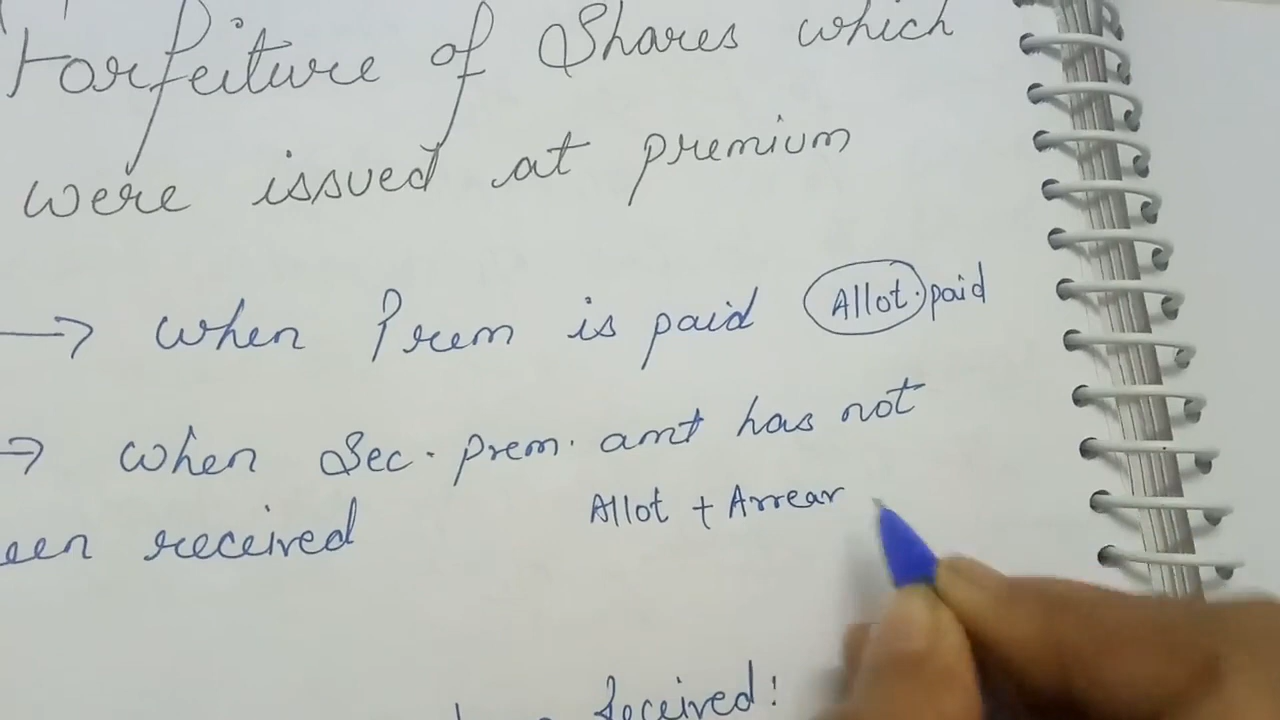 Forfeiture of Shares which
were issued at premium
→ when Prem is paid Allot. paid
→ when Sec. prem. amt has not
Allot + Arrear
een received
received!